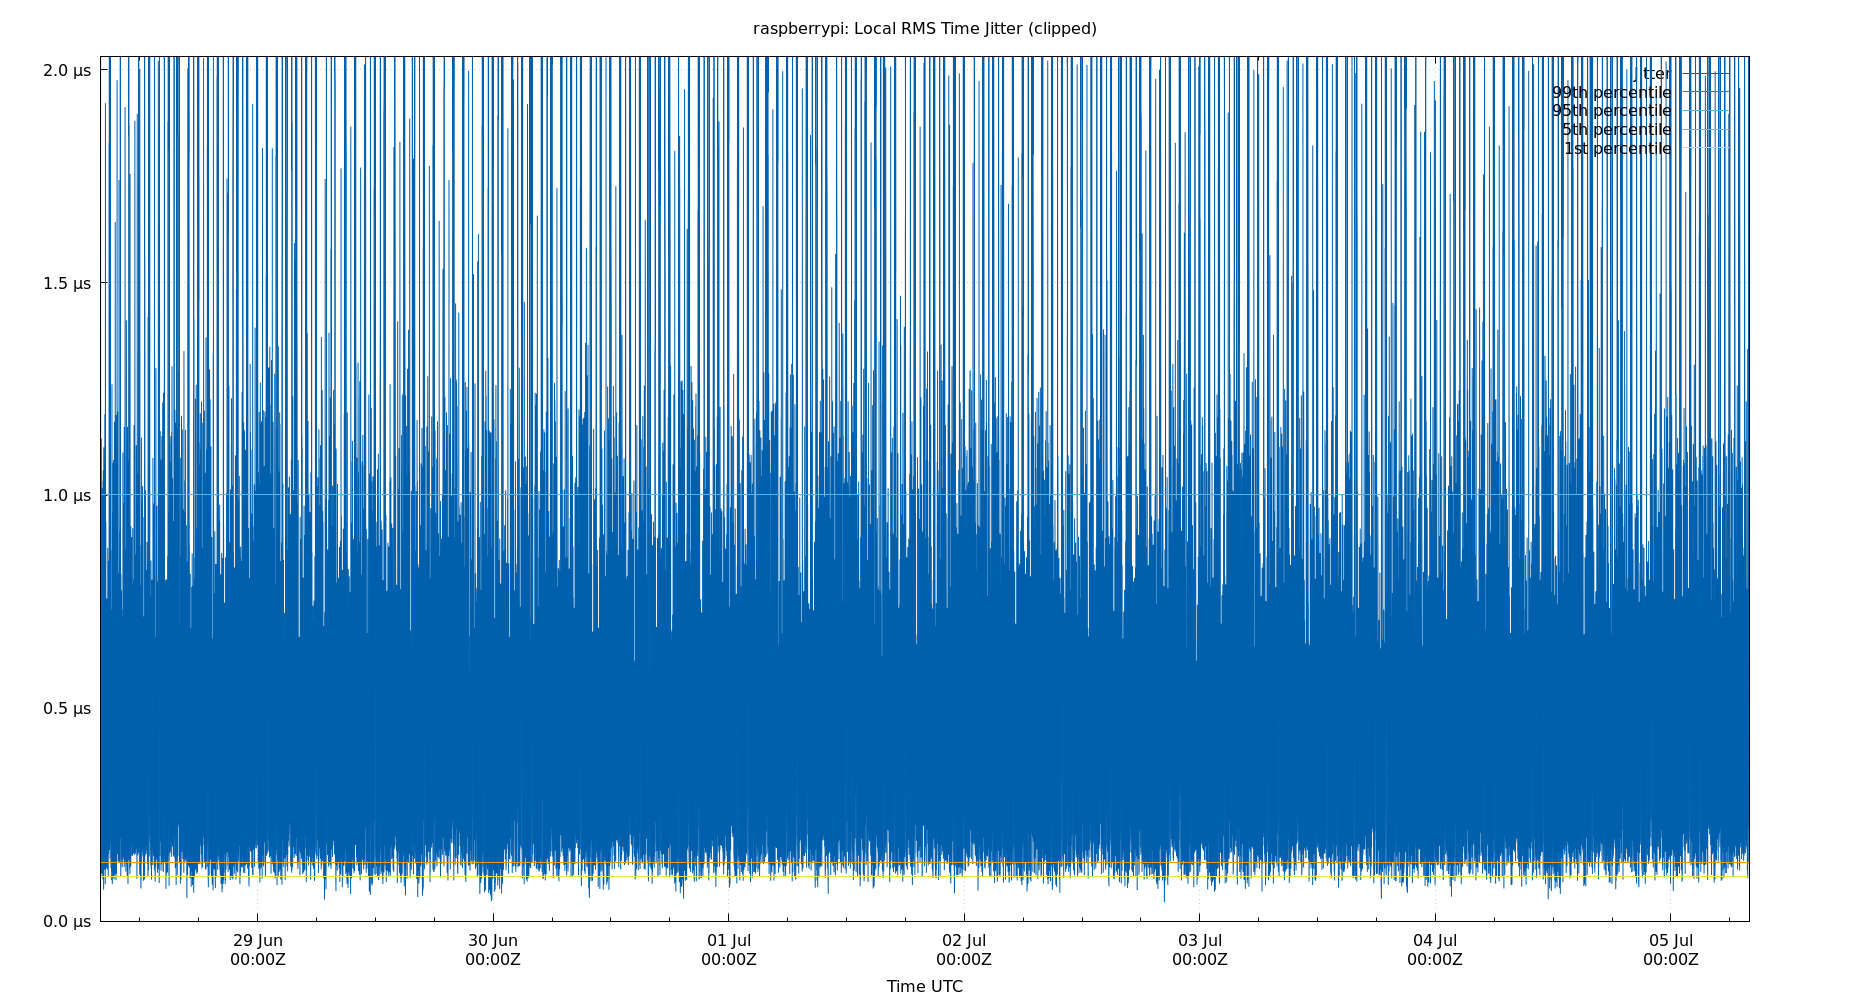 raspberrypi: Local RMS Time Jitter (clipped)
2.0 µs
1.5 µs
1.0 µs
0.5 µs
0.0 µs
jitter
99th percentile
95th percentile
5th percentile
1st percentile
29 Jun
00:00Z
30 Jun
00:00Z
01 Jul
00:00Z
02 Jul
00:00Z
03 Jul
00:00Z
04 Jul
00:00Z
05 Jul
00:00Z
Time UTC